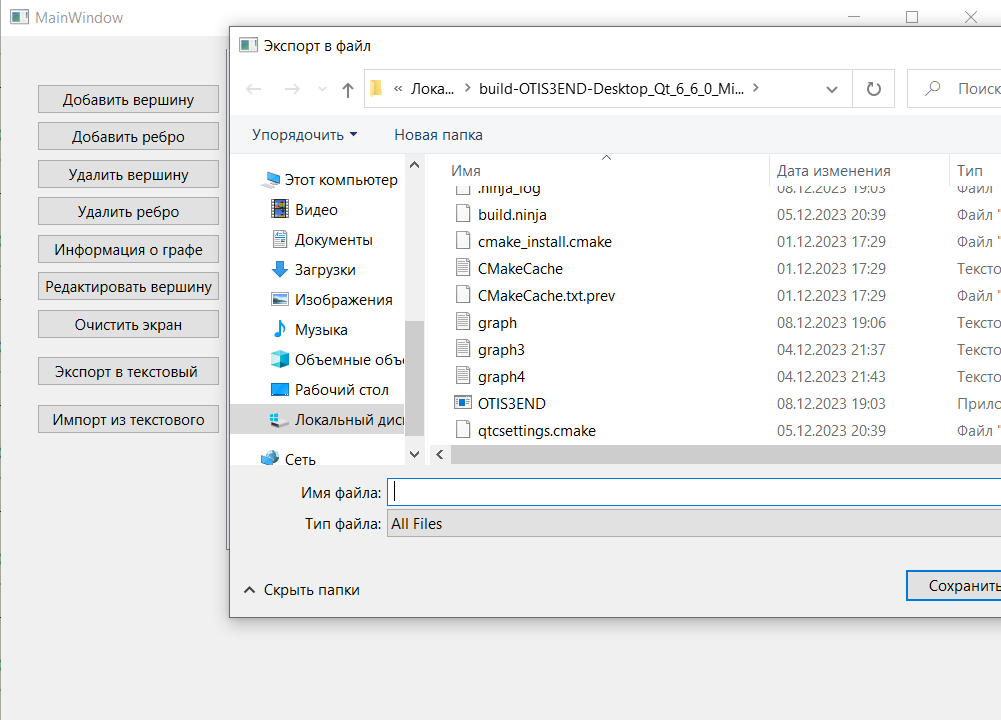 MainWindow
Экспорт в файл
Добавить вершину
Добавить ребро
Удалить вершину
Удалить ребро
Информация о графе
Редактировать вершину
Очистить экран
Экспорт в текстовый
Импорт из текстового
« Лока... > build-OTIS3END-Desktop_Qt_6_6_0_Mi... >
Поиск
Упорядочить
Новая папка
Этот компьютер
Видео
Документы
Загрузки
Изображения
Музыка
Объемные объ
Рабочий стол
Локальный дис
Сеть
Имя Дата изменения Тип
.ninja_log 08.12.2023 19:03 Файл
build.ninja 05.12.2023 20:39 Файл "
cmake_install.cmake 01.12.2023 17:29 Файл "
CMakeCache 01.12.2023 17:29 Тексто
CMakeCache.txt.prev 01.12.2023 17:29 Файл "
graph 08.12.2023 19:06 Тексто
graph3 04.12.2023 21:37 Тексто
graph4 04.12.2023 21:43 Тексто
OTIS3END 08.12.2023 19:03 Прило
qtcsettings.cmake 05.12.2023 20:39 Файл "
Имя файла:
Тип файла: All Files
Скрыть папки
Сохранить